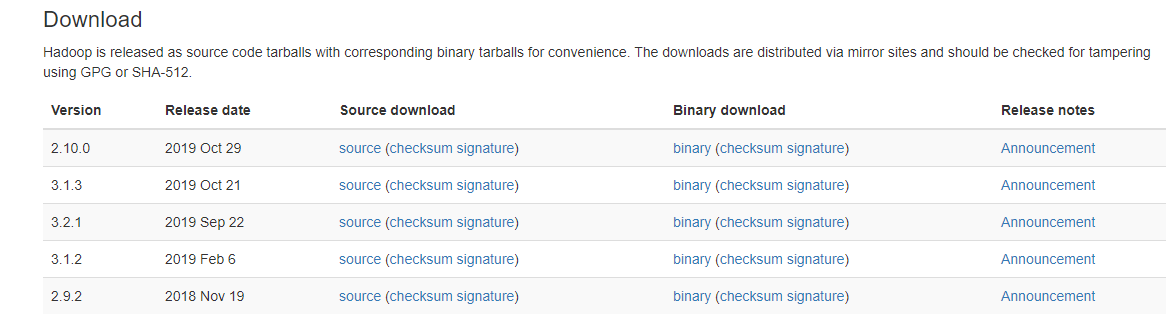 Download
Hadoop is released as source code tarballs with corresponding binary tarballs for convenience. The downloads are distributed via mirror sites and should be checked for tampering
using GPG or SHA-512.
Version Release date Source download Binary download Release notes
2.10.0 2019 Oct 29 source (checksum signature) binary (checksum signature) Announcement
3.1.3 2019 Oct 21 source (checksum signature) binary (checksum signature) Announcement
3.2.1 2019 Sep 22 source (checksum signature) binary (checksum signature) Announcement
3.1.2 2019 Feb 6 source (checksum signature) binary (checksum signature) Announcement
2.9.2 2018 Nov 19 source (checksum signature) binary (checksum signature) Announcement